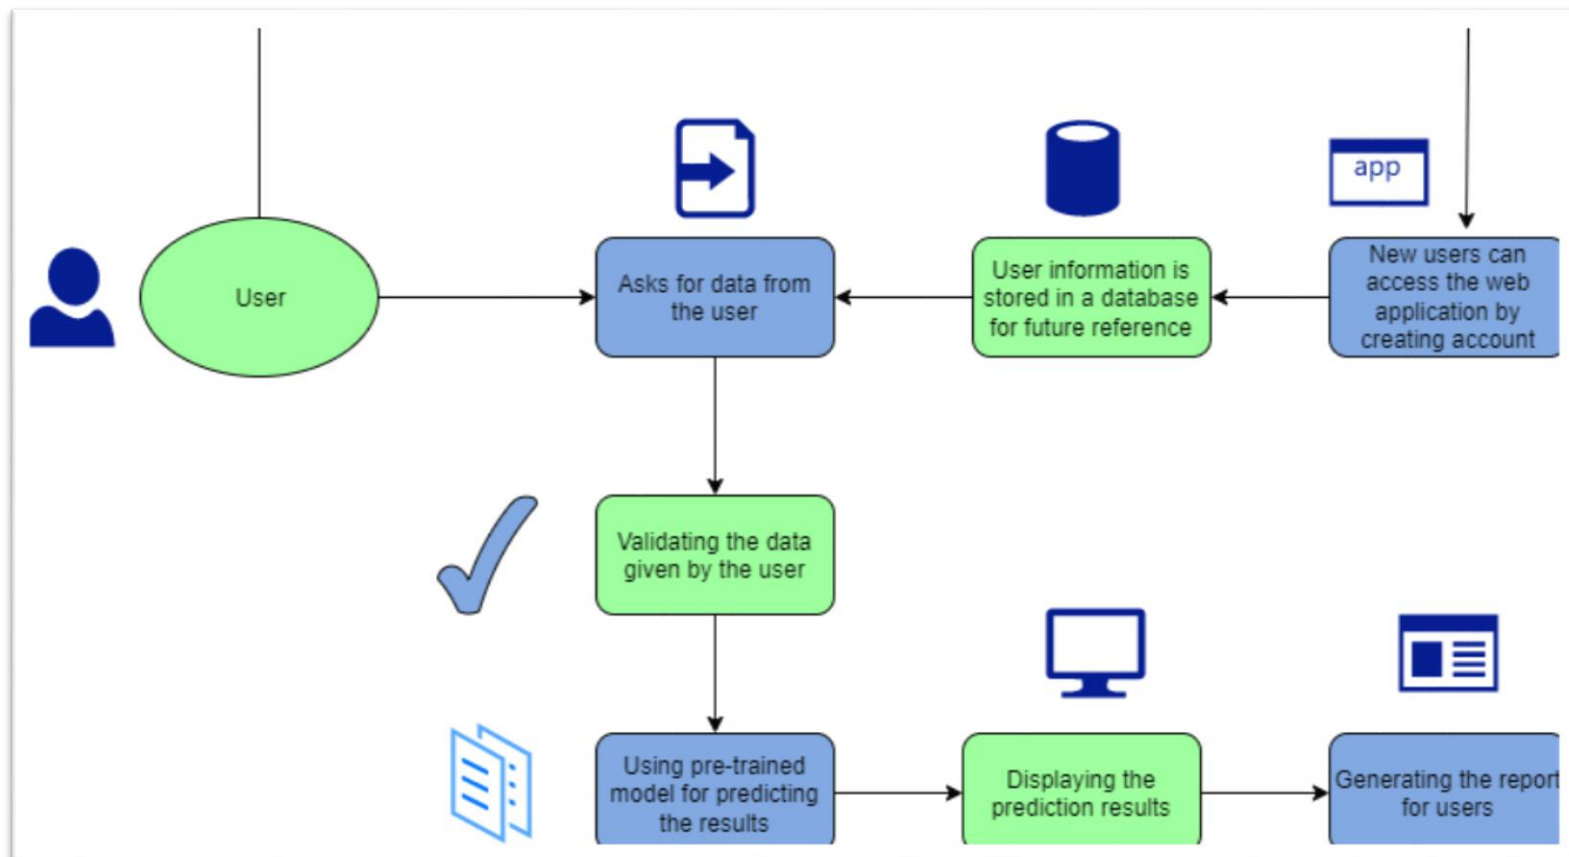 app
User
Asks for data from
the user
User information is
stored in a database
for future reference
New users can
access the web
application by
creating account
Validating the data
given by the user
Using pre-trained
model for predicting
the results
Displaying the
prediction results
Generating the report
for users